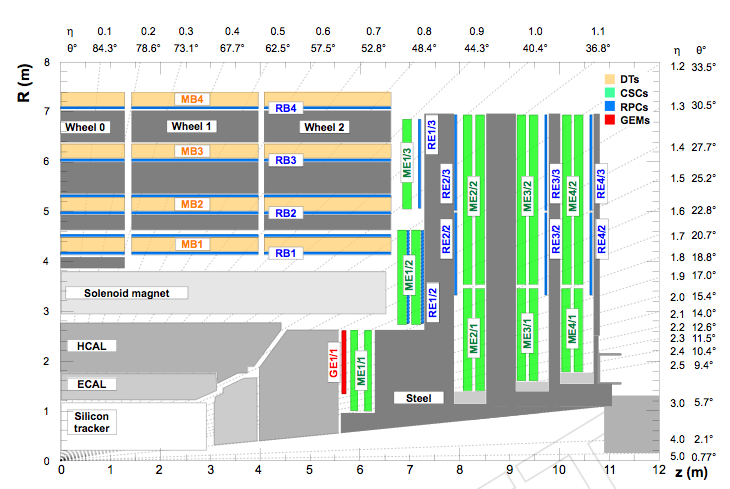 η 0.1 0.2 0.3 0.4 0.5 0.6 0.7 0.8 0.9 1.0 1.1
θ° 84.3° 78.6° 73.1° 67.7° 62.5° 57.5° 52.8° 48.4° 44.3° 40.4° 36.8° η θ°
R (m)
8
7
6
5
4
3
2
1
0
1.2 33.5°
1.3 30.5°
1.4 27.7°
1.5 25.2°
1.6 22.8°
1.7 20.7°
1.8 18.8°
1.9 17.0°
2.0 15.4°
2.1 14.0°
2.2 12.6°
2.3 11.5°
2.4 10.4°
2.5 9.4°
3.0 5.7°
4.0 2.1°
5.0 0.77°
DTs
CSCs
RPCs
GEMs
MB4
RB4
Wheel 0 Wheel 1 Wheel 2
MB3
RB3
MB2
RB2
MB1
RB1
Solenoid magnet
HCAL
ECAL
Silicon
tracker
Steel
GE1/1
ME1/1
ME1/2
ME1/3
RE1/3
RE1/2
RE2/3
RE2/2
ME2/2
ME2/1
ME3/2
ME3/1
RE3/3
RE3/2
ME4/2
ME4/1
RE4/3
RE4/2
0 1 2 3 4 5 6 7 8 9 10 11 12
z (m)